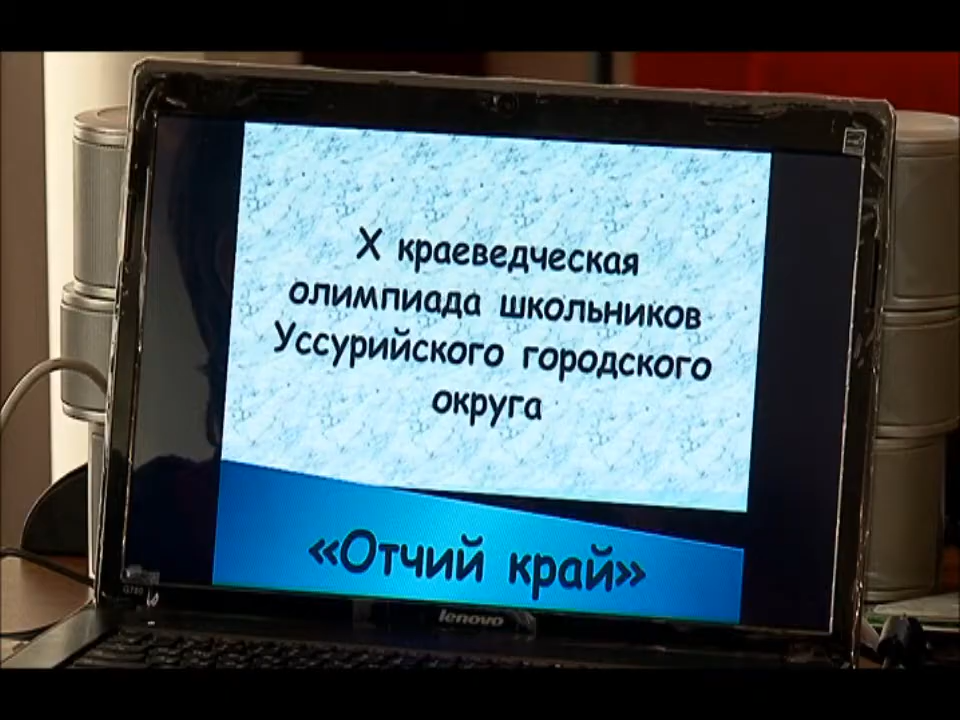 X краеведческая
олимпиада школьников
Уссурийского городского
округа
«Отчий край»
lenovo